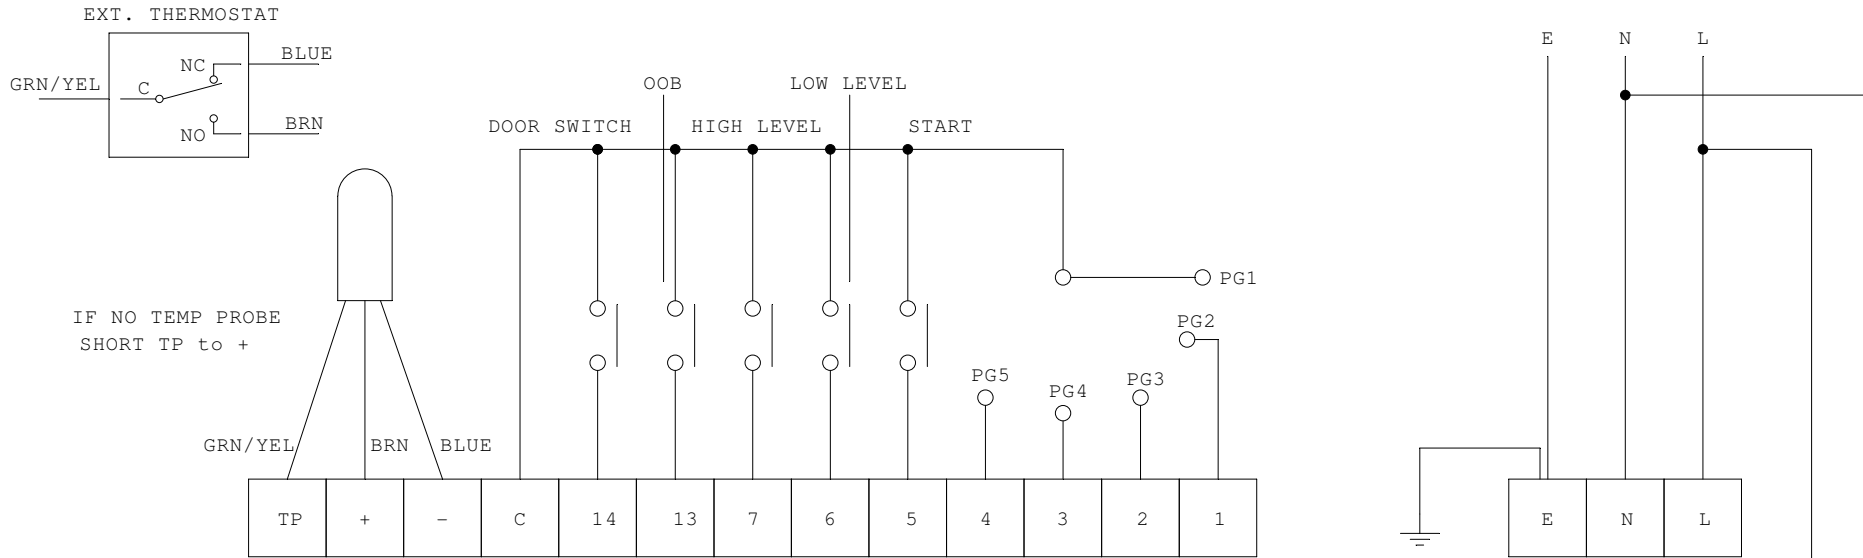 EXT. THERMOSTAT
NC
BLUE
GRN/YEL
C
NO
BRN
E N L
OOB
LOW LEVEL
DOOR SWITCH
HIGH LEVEL
START
PG1
IF NO TEMP PROBE
SHORT TP to +
PG2
PG5
PG4
PG3
GRN/YEL
BRN
BLUE
TP + - C 14 13 7 6 5 4 3 2 1
E N L